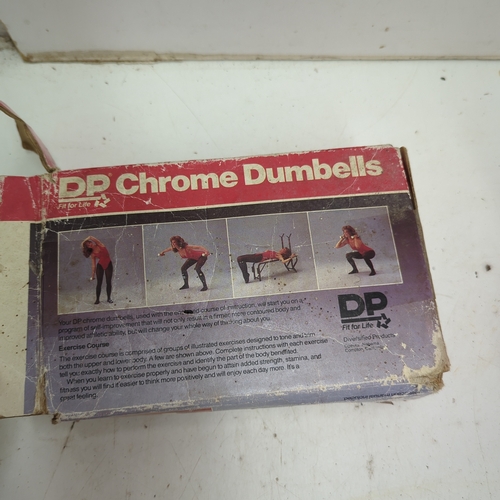 DP Chrome Dumbells
Fit for Life
Your DP chrome dumbells, used with the course of instruction, will start you on a
program of self-improvement that will not only result in a firmer, more contoured body and
improved athletic ability, but will change your whole way of thinking about you.
Exercise Course
The exercise course is comprised of groups of illustrated exercises designed to tone and trim
both the upper and lower body. A few are shown above. Complete instructions with each exercise
tell you exactly how to perform the exercises and identify the part of the body benefited.
When you learn to exercise properly and have begun to attain added strength, stamina, and
fitness you will find it easier to think more positively and will enjoy each day more. It's a
great feeling.
DP
Fit for Life
Diversified Products